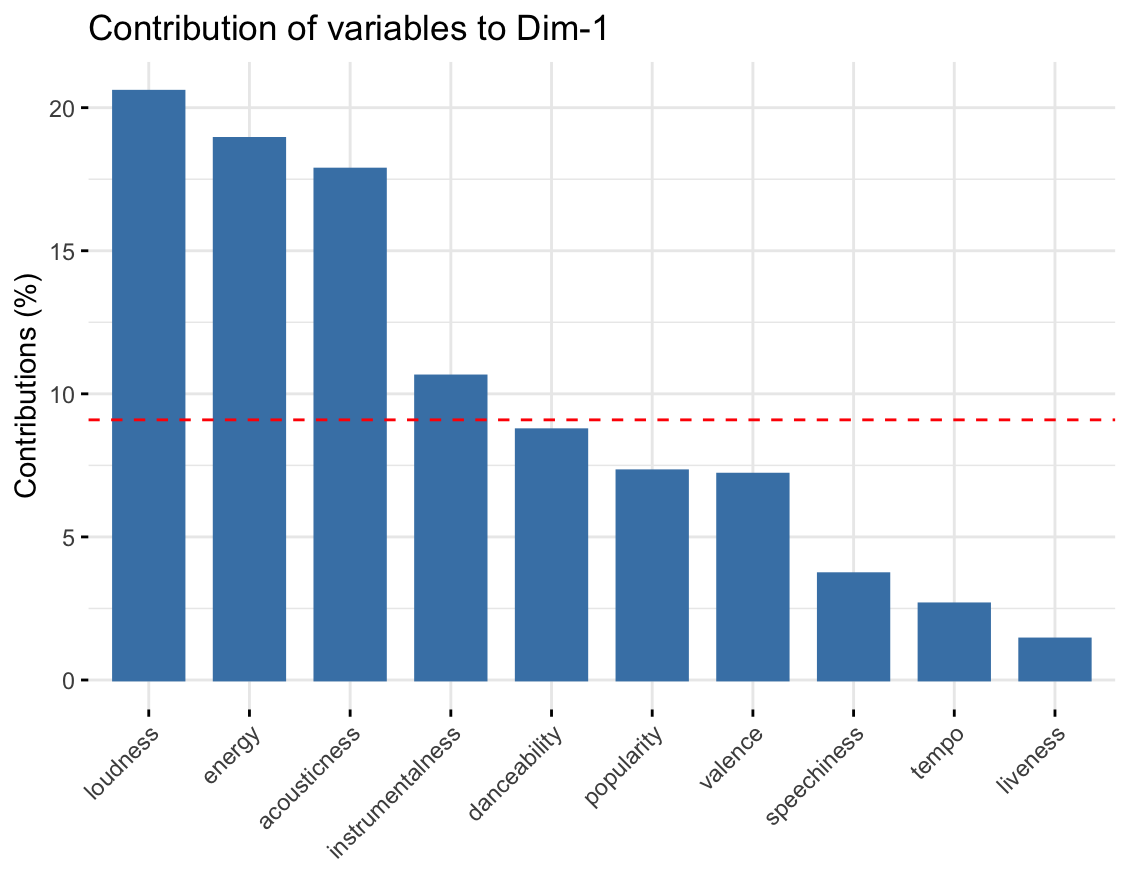 Contribution of variables to Dim-1
Contributions (%)
20
15
10
5
0
loudness
energy
acousticness
instrumentalness
danceability
popularity
valence
speechiness
tempo
liveness